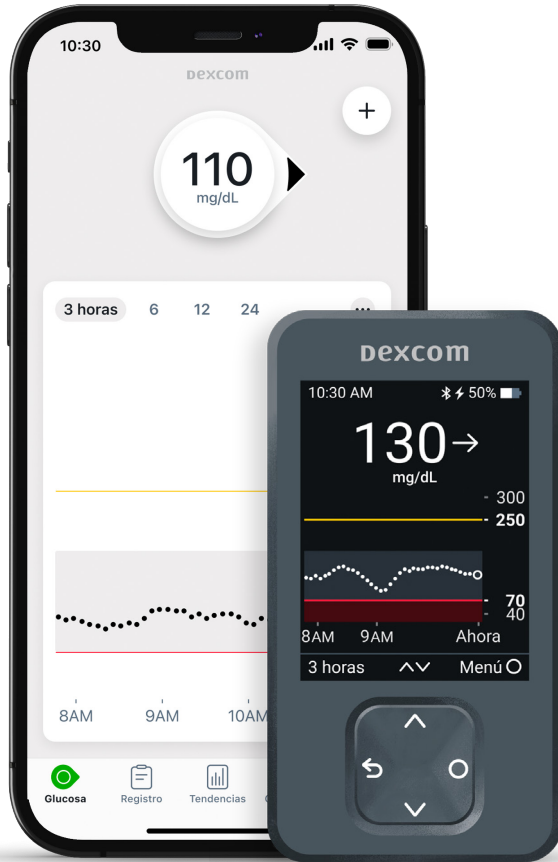 10:30
Dexcom
110
mg/dL
+
3 horas 6 12 24 ...
8AM 9AM 10AM
Glucosa Registro Tendencias
Dexcom
10:30 AM 50%
130
mg/dL
300
250
70
40
8AM 9AM Ahora
3 horas Menú